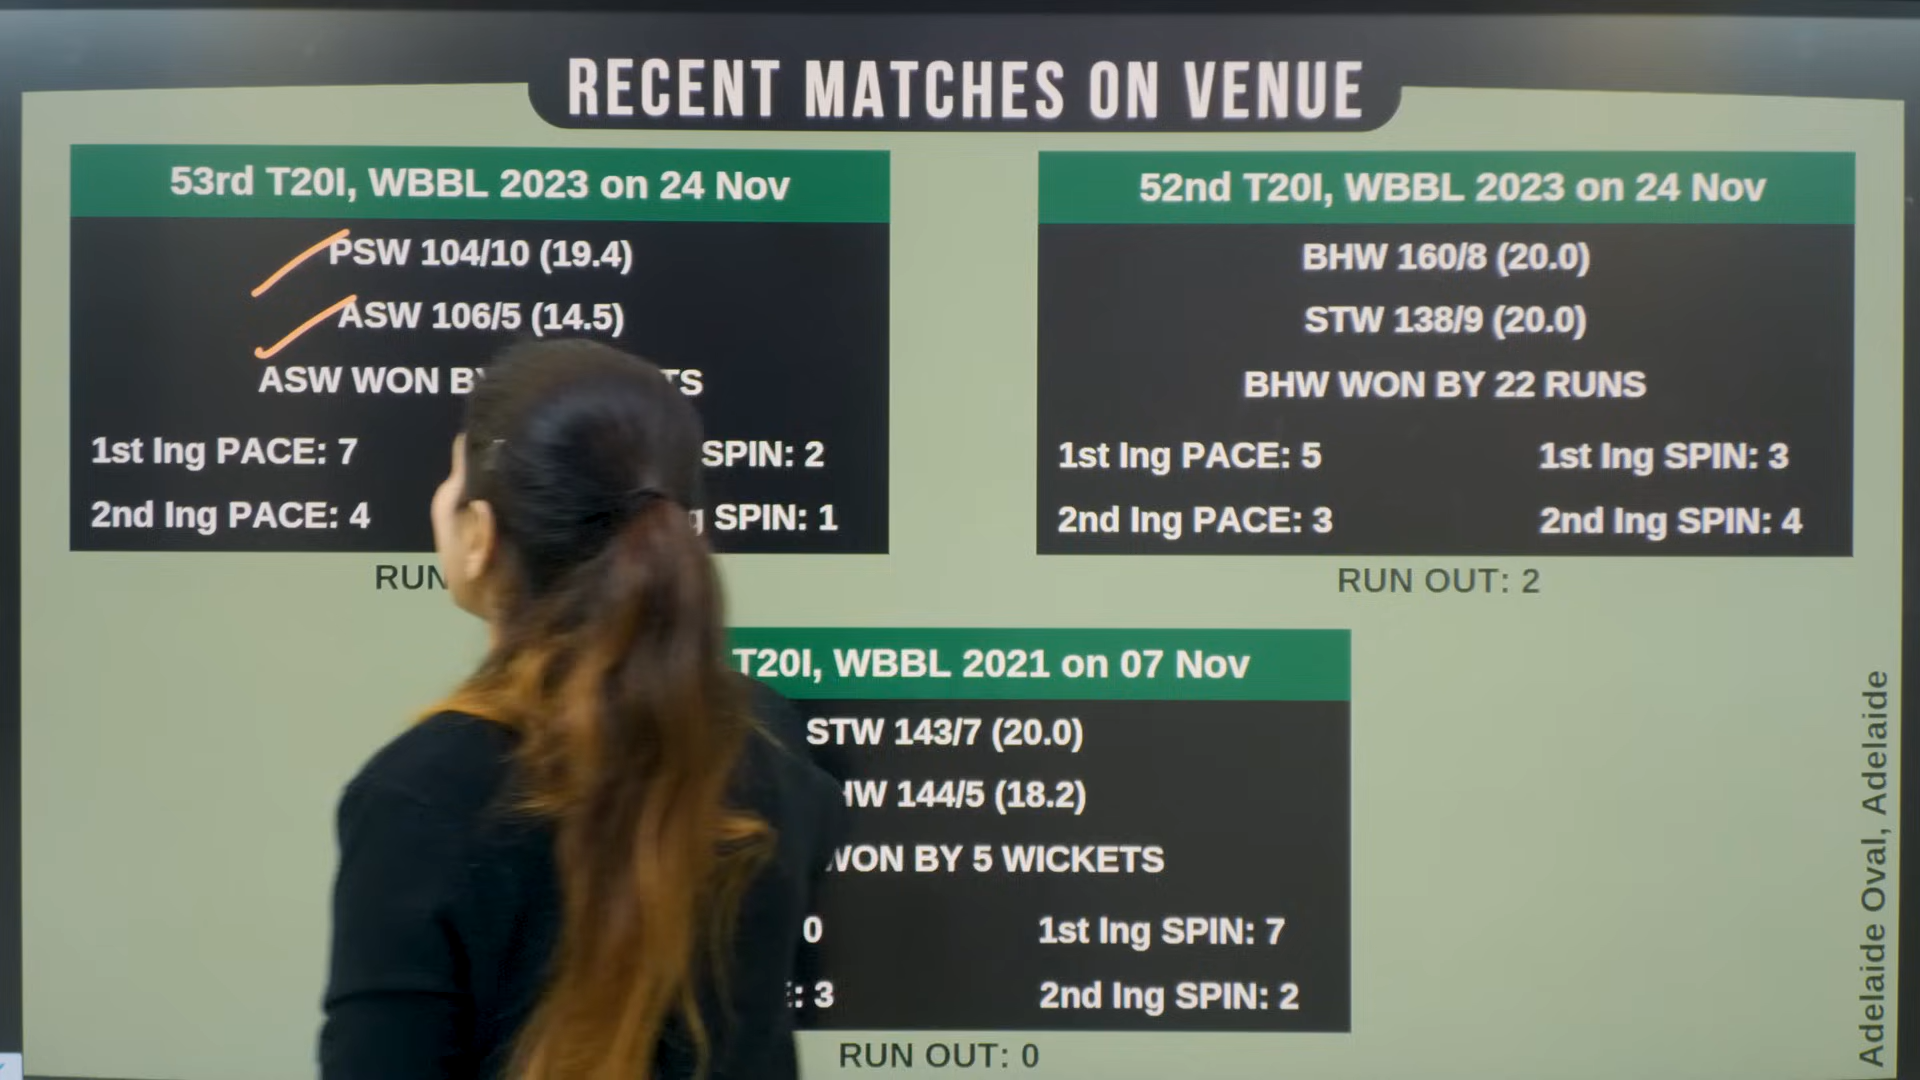 RECENT MATCHES ON VENUE
53rd T20I, WBBL 2023 on 24 Nov
PSW 104/10 (19.4)
ASW 106/5 (14.5)
ASW WON
1st Ing PACE: 7
SPIN: 2
2nd Ing PACE: 4
SPIN: 1
RUN
52nd T20I, WBBL 2023 on 24 Nov
BHW 160/8 (20.0)
STW 138/9 (20.0)
BHW WON BY 22 RUNS
1st Ing PACE: 5
1st Ing SPIN: 3
2nd Ing PACE: 3
2nd Ing SPIN: 4
RUN OUT: 2
T20I, WBBL 2021 on 07 Nov
STW 143/7 (20.0)
144/5 (18.2)
WON BY 5 WICKETS
0
1st Ing SPIN: 7
: 3
2nd Ing SPIN: 2
RUN OUT: 0
Adelaide Oval, Adelaide